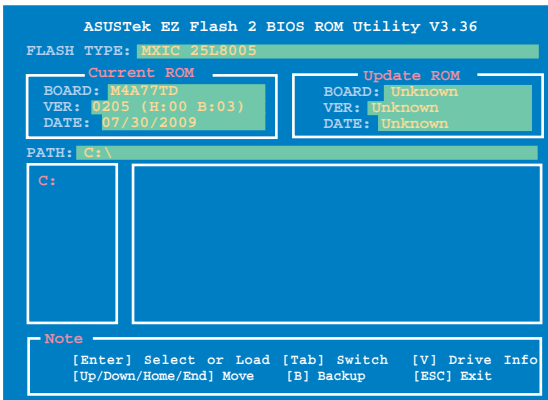 ASUSTek EZ Flash 2 BIOS ROM Utility V3.36
FLASH TYPE: MXIC 25L8005
Current ROM
BOARD: M4A77TD
VER: 0205 (H:00 B:03)
DATE: 07/30/2009
Update ROM
BOARD: Unknown
VER: Unknown
DATE: Unknown
PATH: C:\
C:
Note
[Enter] Select or Load [Tab] Switch [V] Drive Info
[Up/Down/Home/End] Move [B] Backup [ESC] Exit